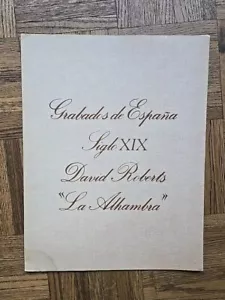 Grabados de España
Siglo XIX
David Roberts
"La Alhambra"